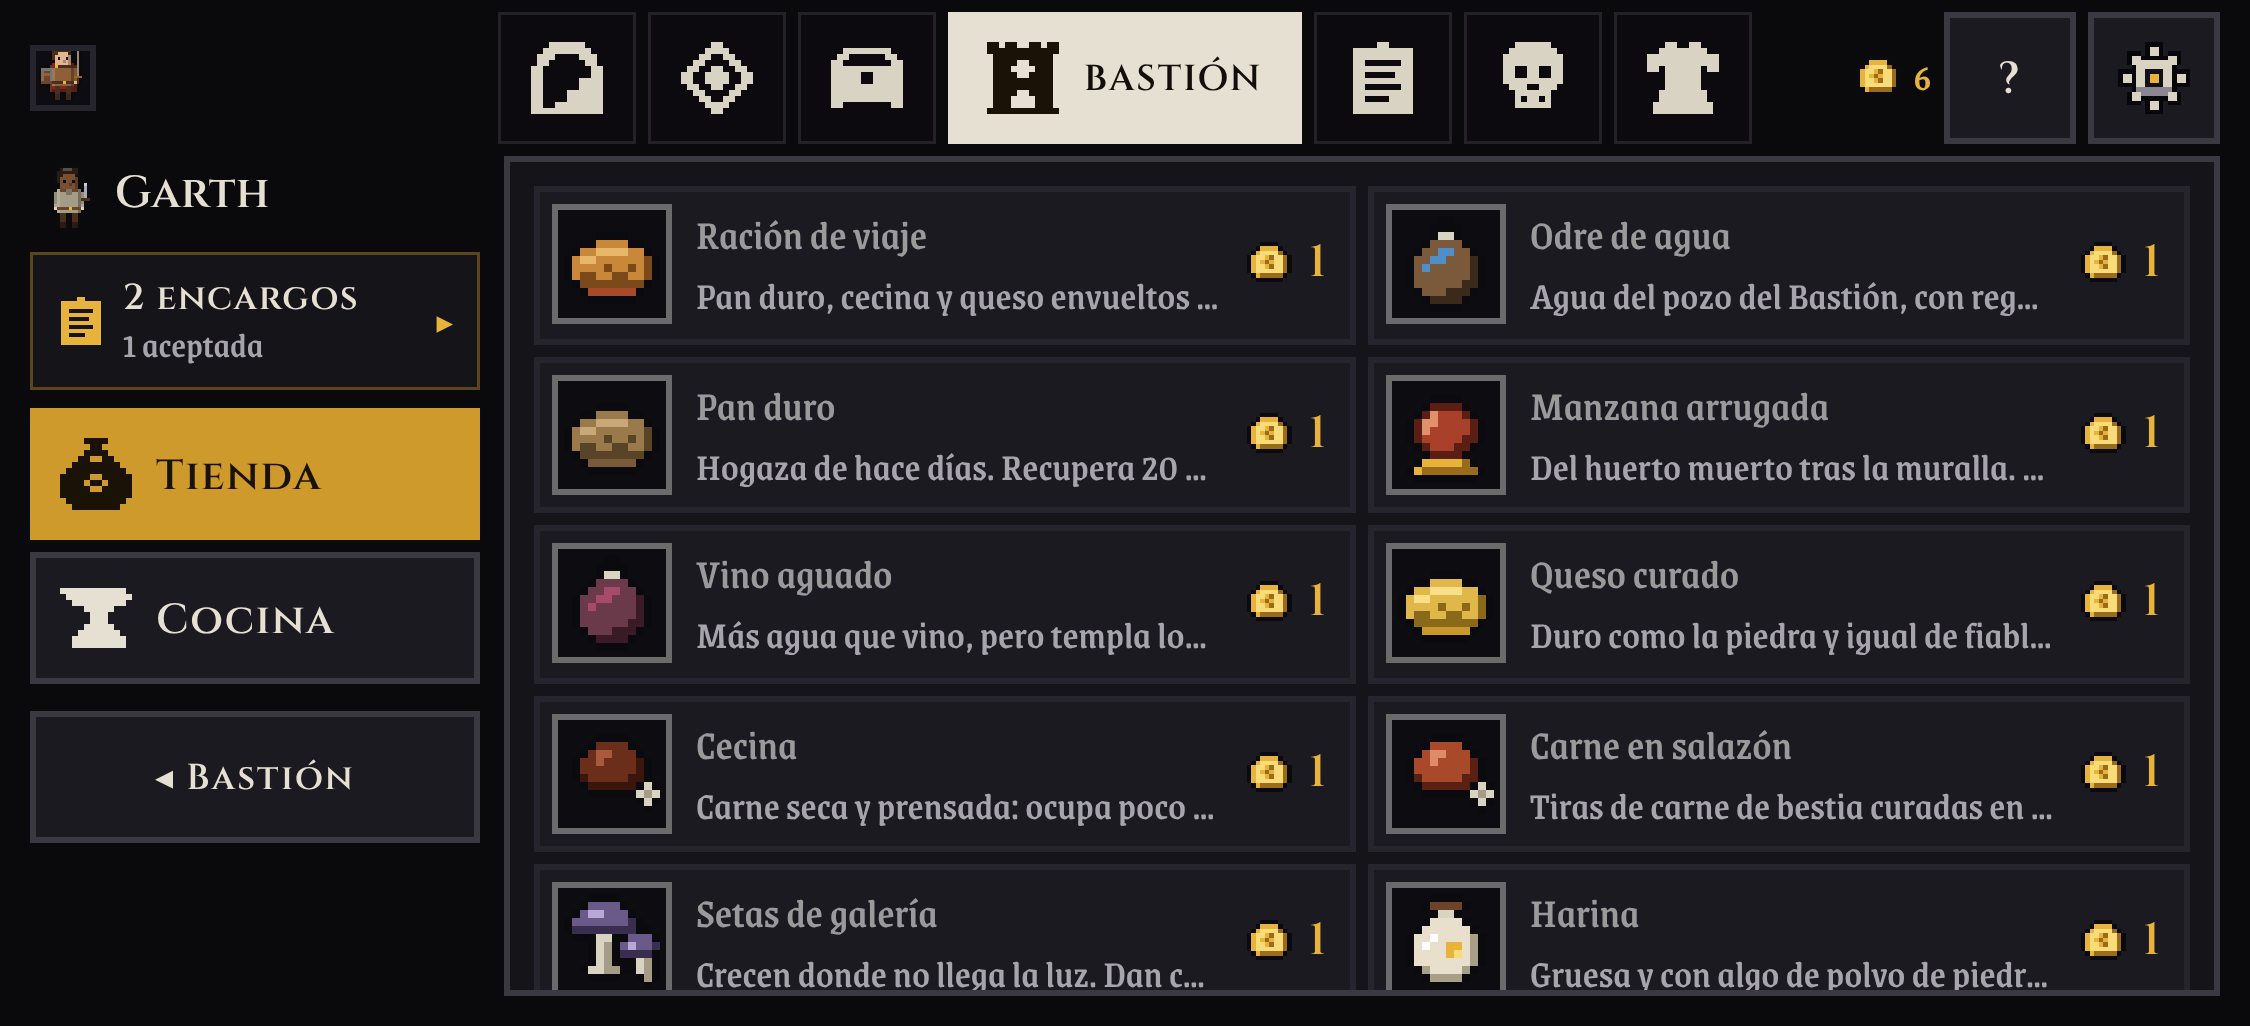 BASTIÓN
6
?
GARTH
2 ENCARGOS
1 aceptada
TIENDA
COCINA
◂ BASTIÓN
Ración de viaje
Pan duro, cecina y queso envueltos ...
1
Odre de agua
Agua del pozo del Bastión, con reg...
1
Pan duro
Hogaza de hace días. Recupera 20 ...
1
Manzana arrugada
Del huerto muerto tras la muralla. ...
1
Vino aguado
Más agua que vino, pero templa lo...
1
Queso curado
Duro como la piedra y igual de fiabl...
1
Cecina
Carne seca y prensada: ocupa poco ...
1
Carne en salazón
Tiras de carne de bestia curadas en ...
1
Setas de galería
Crecen donde no llega la luz. Dan c...
1
Harina
Gruesa y con algo de polvo de piedr...
1